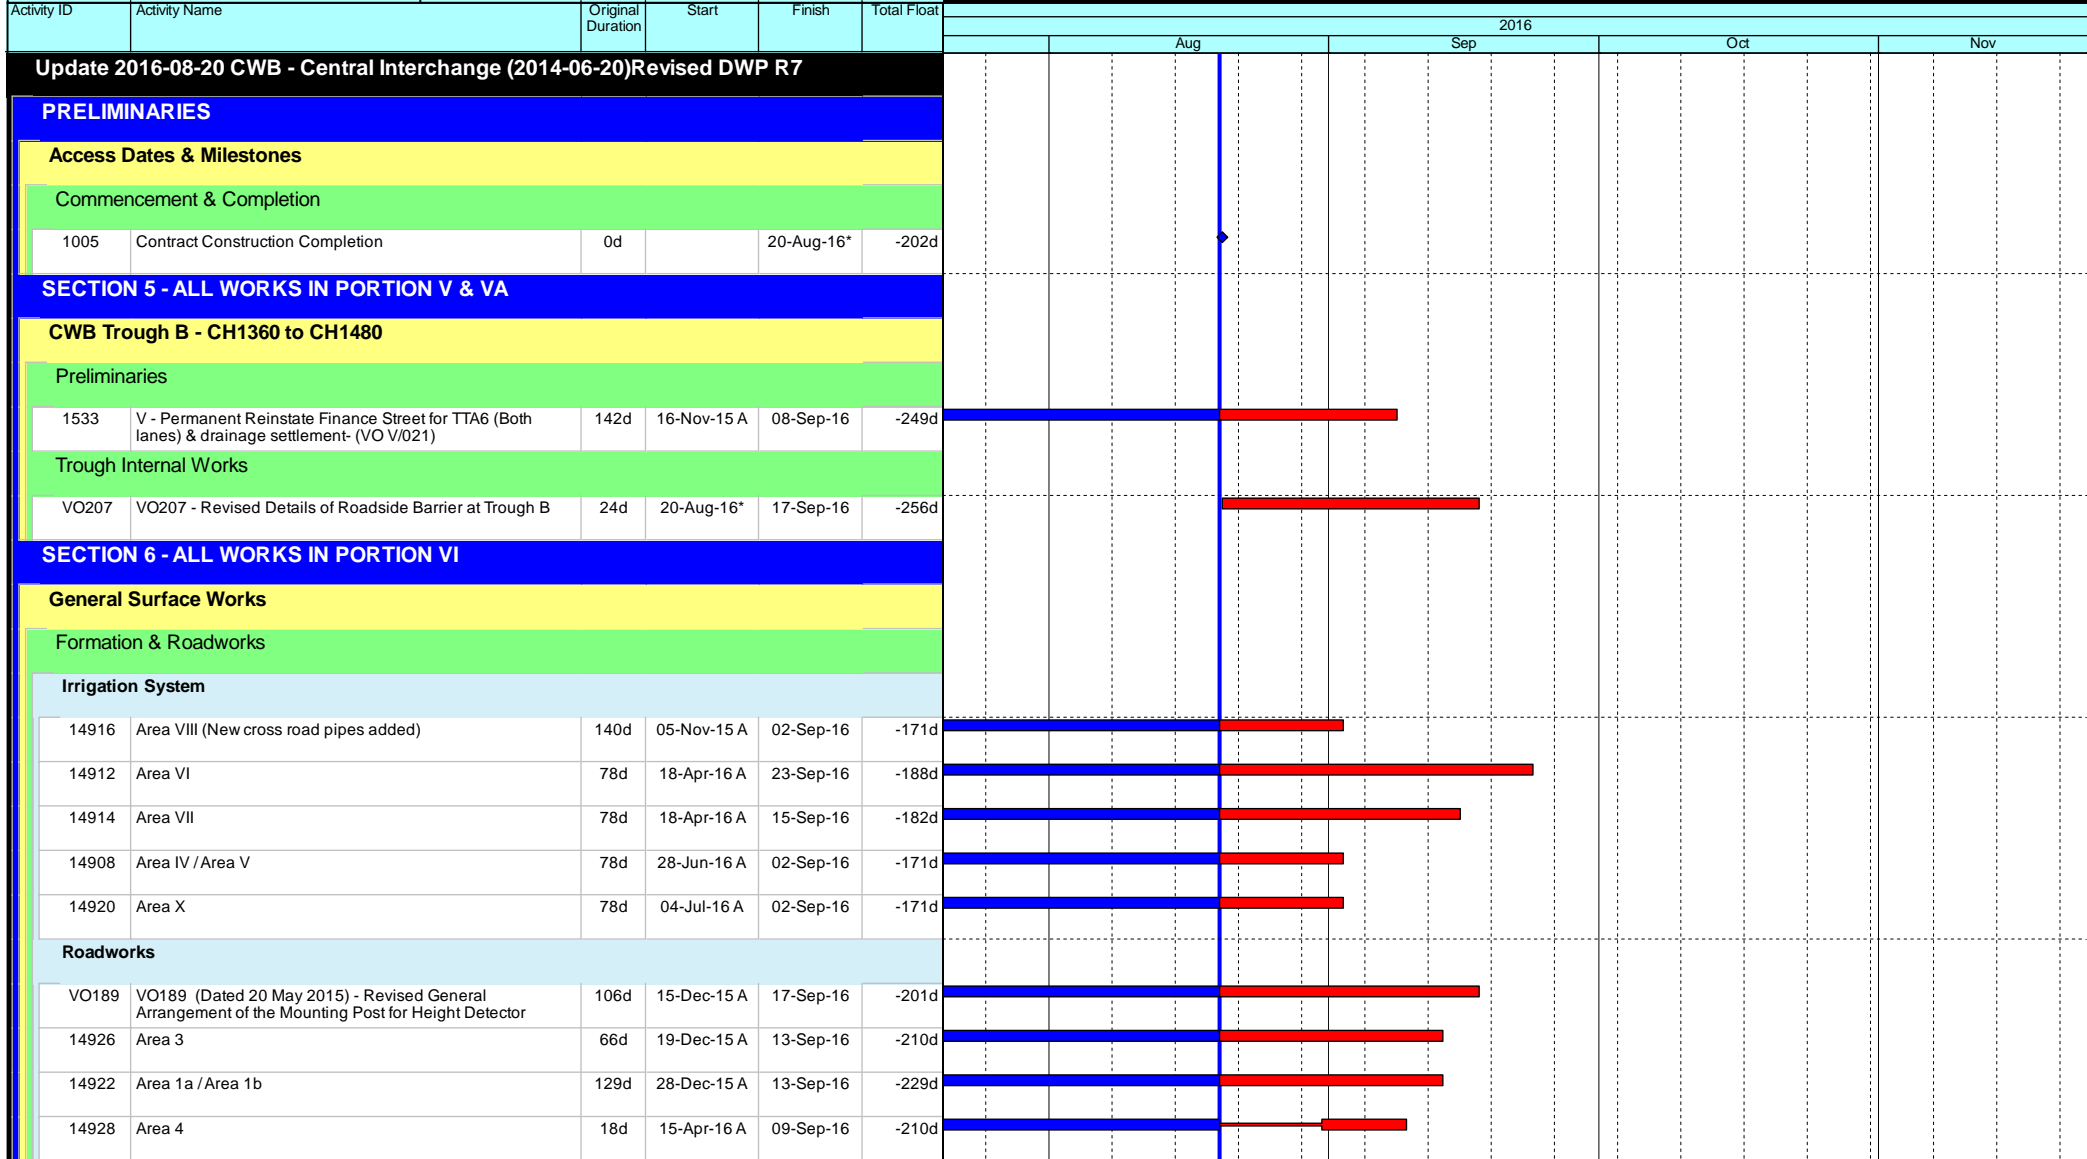 Activity ID Activity Name Original Duration Start Finish Total Float
2016
Aug Sep Oct Nov
Update 2016-08-20 CWB - Central Interchange (2014-06-20)Revised DWP R7
PRELIMINARIES
Access Dates & Milestones
Commencement & Completion
1005 Contract Construction Completion 0d 20-Aug-16* -202d
SECTION 5 - ALL WORKS IN PORTION V & VA
CWB Trough B - CH1360 to CH1480
Preliminaries
1533 V - Permanent Reinstate Finance Street for TTA6 (Both 142d 16-Nov-15 A 08-Sep-16 -249d
lanes) & drainage settlement- (VO V/021)
Trough Internal Works
VO207 VO207 - Revised Details of Roadside Barrier at Trough B 24d 20-Aug-16* 17-Sep-16 -256d
SECTION 6 - ALL WORKS IN PORTION VI
General Surface Works
Formation & Roadworks
Irrigation System
14916 Area VIII (New cross road pipes added) 140d 05-Nov-15 A 02-Sep-16 -171d
14912 Area VI 78d 18-Apr-16 A 23-Sep-16 -188d
14914 Area VII 78d 18-Apr-16 A 15-Sep-16 -182d
14908 Area IV / Area V 78d 28-Jun-16 A 02-Sep-16 -171d
14920 Area X 78d 04-Jul-16 A 02-Sep-16 -171d
Roadworks
VO189 VO189 (Dated 20 May 2015) - Revised General 106d 15-Dec-15 A 17-Sep-16 -201d
Arrangement of the Mounting Post for Height Detector
14926 Area 3 66d 19-Dec-15 A 13-Sep-16 -210d
14922 Area 1a / Area 1b 129d 28-Dec-15 A 13-Sep-16 -229d
14928 Area 4 18d 15-Apr-16 A 09-Sep-16 -210d